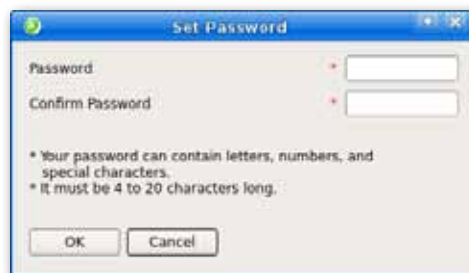 Set Password
Password *
Confirm Password *
* Your password can contain letters, numbers, and
special characters.
* It must be 4 to 20 characters long.
OK Cancel